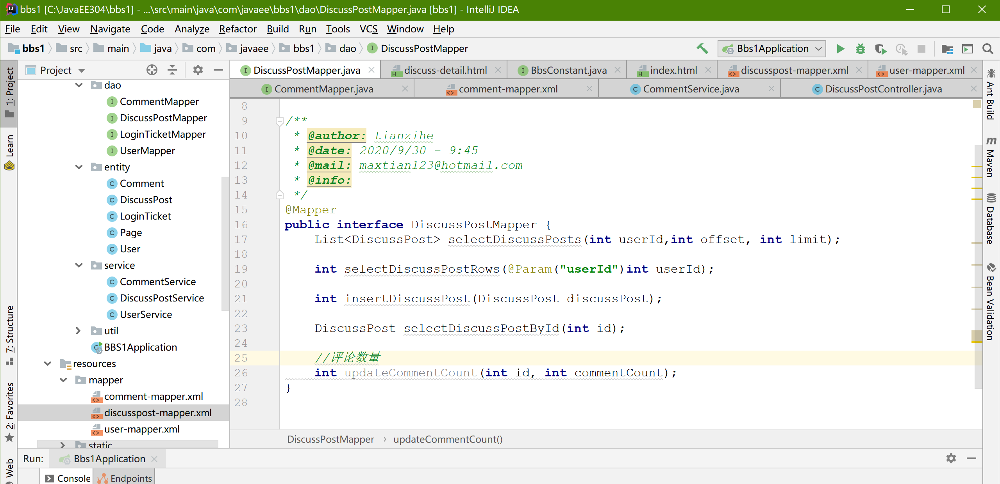 bbs1 [C:\JavaEE304\bbs1] - ...\src\main\java\com\javaee\bbs1\dao\DiscussPostMapper.java [bbs1] - IntelliJ IDEA
File Edit View Navigate Code Analyze Refactor Build Run Tools VCS Window Help
bbs1 src main java com javaee bbs1 dao DiscussPostMapper Bbs1Application
Project
DiscussPostMapper.java discuss-detail.html BbsConstant.java index.html discusspost-mapper.xml user-mapper.xml
CommentMapper.java comment-mapper.xml CommentService.java DiscussPostController.java
1: Project
Learn
7: Structure
2: Favorites
Web
dao
CommentMapper
DiscussPostMapper
LoginTicketMapper
UserMapper
entity
Comment
DiscussPost
LoginTicket
Page
User
service
CommentService
DiscussPostService
UserService
util
BBS1Application
resources
mapper
comment-mapper.xml
discusspost-mapper.xml
user-mapper.xml
static
8
9 /**
10 * @author: tianzihe
11 * @date: 2020/9/30 - 9:45
12 * @mail: maxtian123@hotmail.com
13 * @info:
14 */
15 @Mapper
16 public interface DiscussPostMapper {
17 List<DiscussPost> selectDiscussPosts(int userId,int offset, int limit);
18
19 int selectDiscussPostRows(@Param("userId")int userId);
20
21 int insertDiscussPost(DiscussPost discussPost);
22
23 DiscussPost selectDiscussPostById(int id);
24
25 //评论数量
26 int updateCommentCount(int id, int commentCount);
27 }
28
DiscussPostMapper › updateCommentCount()
Ant Build
Maven
Database
Bean Validation
Run: Bbs1Application
Console Endpoints